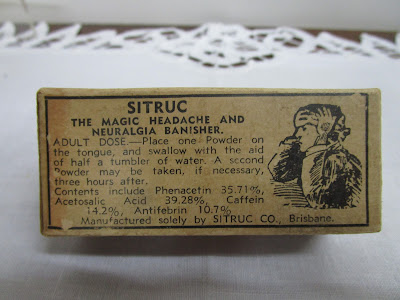 SITRUC
THE MAGIC HEADACHE AND
NEURALGIA BANISHER.
ADULT DOSE.—Place one Powder on
the tongue, and swallow with the aid
of half a tumbler of water. A second
Powder may be taken, if necessary,
three hours after.
Contents include Phenacetin 35.71%,
Acetosalic Acid 39.28%, Caffein
14.2%, Antifebrin 10.7%
Manufactured solely by SITRUC CO., Brisbane.